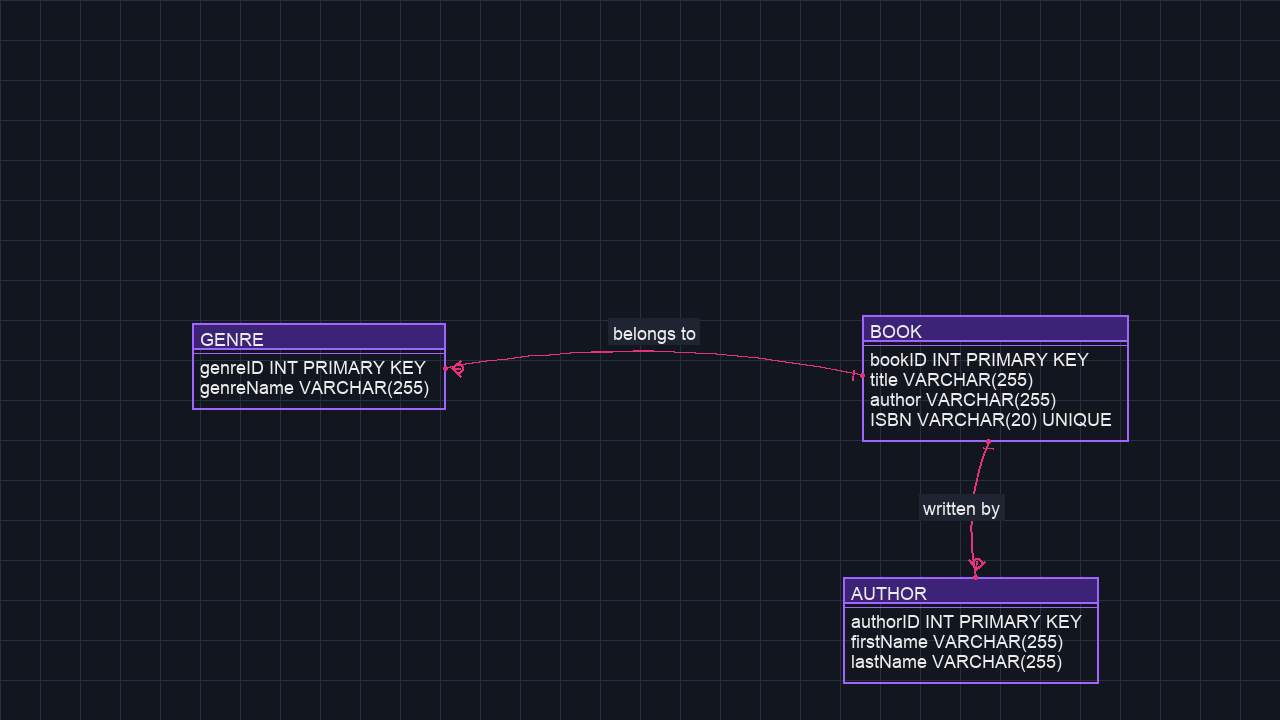 GENRE
genreID INT PRIMARY KEY
genreName VARCHAR(255)
belongs to
BOOK
bookID INT PRIMARY KEY
title VARCHAR(255)
author VARCHAR(255)
ISBN VARCHAR(20) UNIQUE
written by
AUTHOR
authorID INT PRIMARY KEY
firstName VARCHAR(255)
lastName VARCHAR(255)